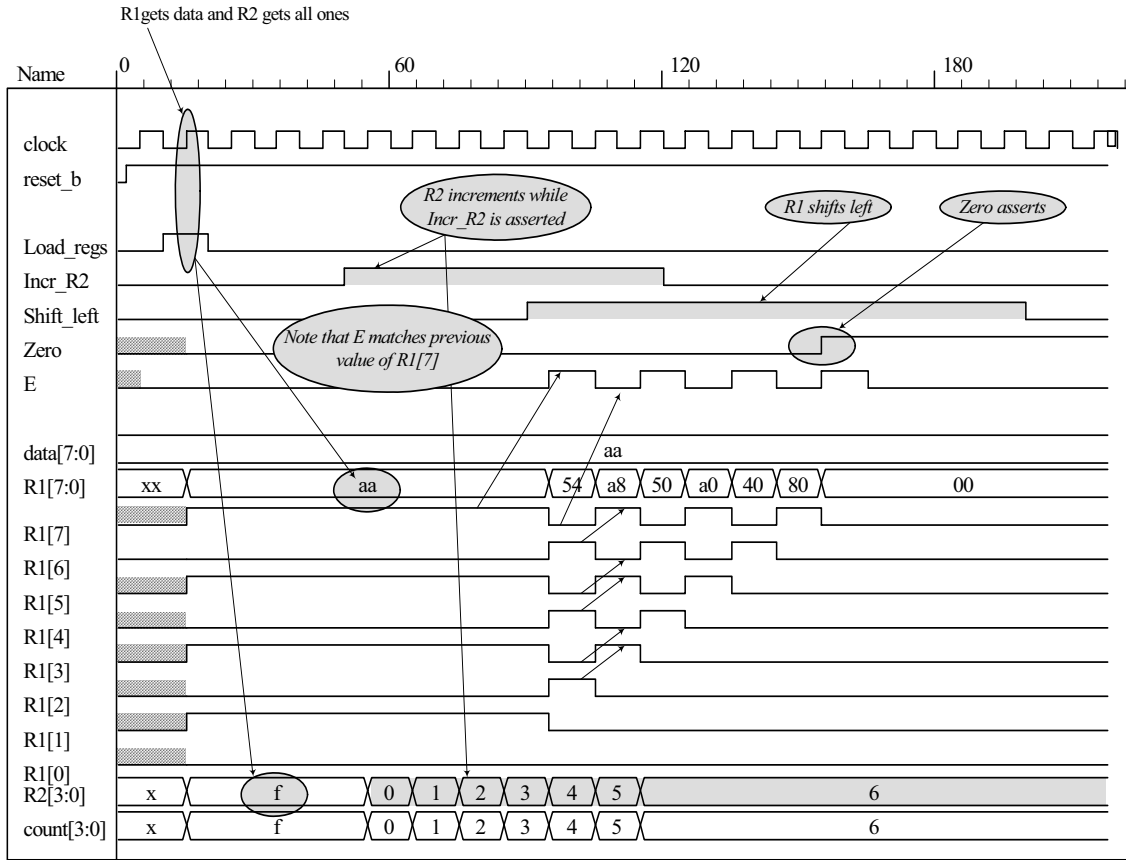 R1gets data and R2 gets all ones
Name 0 60 120 180
clock
reset_b
R2 increments while
Incr_R2 is asserted
R1 shifts left
Zero asserts
Load_regs
Incr_R2
Shift_left
Note that E matches previous
value of R1[7]
Zero
E
data[7:0] aa
R1[7:0] xx aa 54 a8 50 a0 40 80 00
R1[7]
R1[6]
R1[5]
R1[4]
R1[3]
R1[2]
R1[1]
R1[0]
R2[3:0] x f 0 1 2 3 4 5 6
count[3:0] x f 0 1 2 3 4 5 6